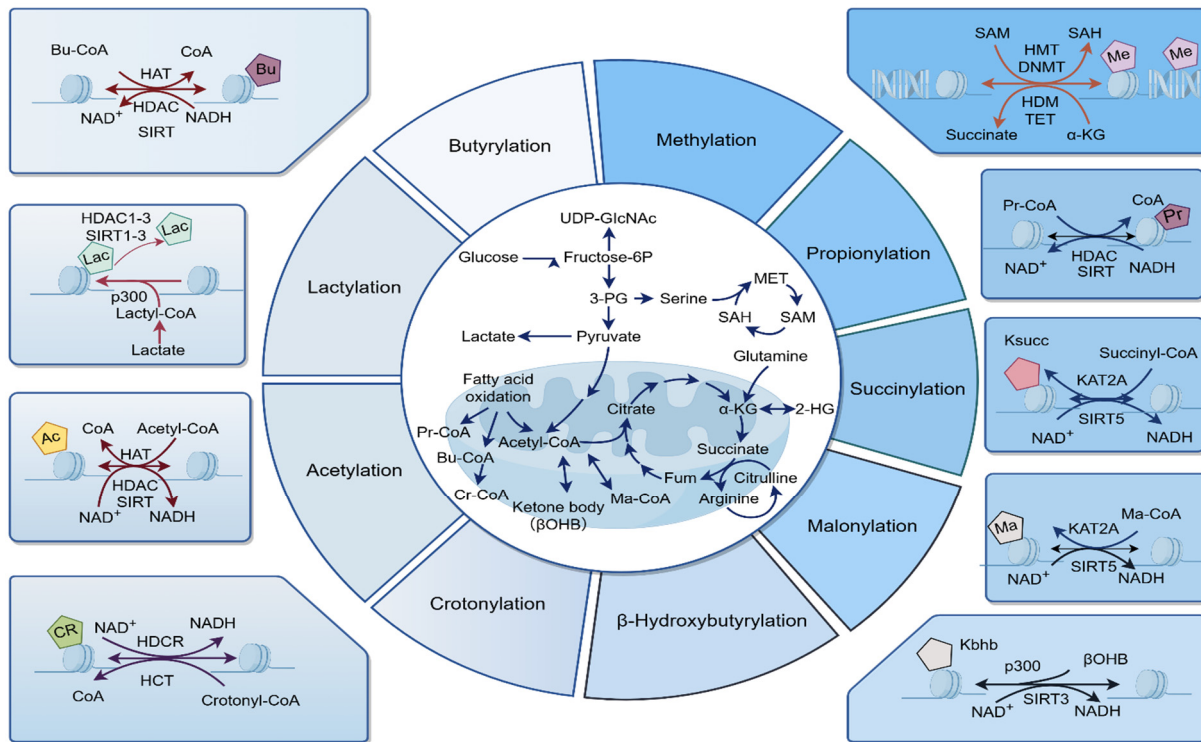 Bu-CoA
CoA
HAT
Bu
HDAC
NAD⁺
NADH
SIRT
HDAC1-3
SIRT1-3
Lac
Lac
p300
Lactyl-CoA
Lactate
Ac
CoA
Acetyl-CoA
HAT
HDAC
SIRT
NAD⁺
NADH
CR
NAD⁺
NADH
HDCR
HCT
CoA
Crotonyl-CoA
Butyrylation
Methylation
Lactylation
Propionylation
Succinylation
Acetylation
Malonylation
Crotonylation
β-Hydroxybutyrylation
UDP-GlcNAc
Glucose
Fructose-6P
3-PG
Serine
MET
SAH
SAM
Lactate
Pyruvate
Glutamine
Fatty acid
oxidation
Citrate
α-KG
2-HG
Pr-CoA
Acetyl-CoA
Bu-CoA
Succinate
Fum
Citrulline
Cr-CoA
Ma-CoA
Arginine
Ketone body
(βOHB)
SAM
SAH
HMT
DNMT
Me
Me
HDM
TET
Succinate
α-KG
Pr-CoA
CoA
Pr
HDAC
SIRT
NAD⁺
NADH
Ksucc
Succinyl-CoA
KAT2A
SIRT5
NAD⁺
NADH
Ma
Ma-CoA
KAT2A
SIRT5
NAD⁺
NADH
Kbhb
p300
βOHB
SIRT3
NAD⁺
NADH